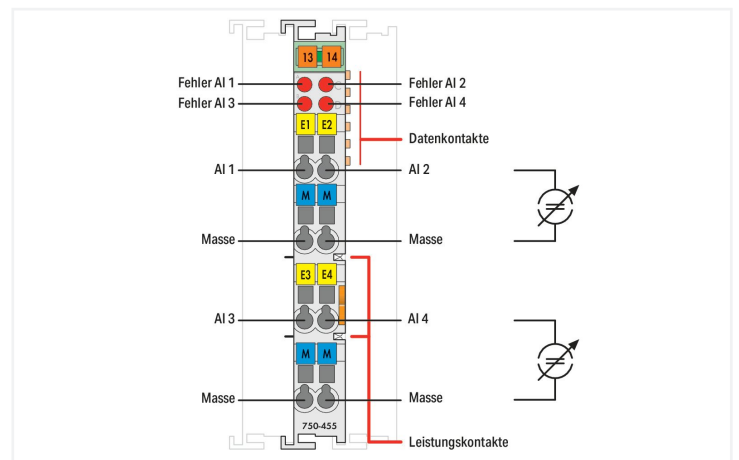 13 14
Fehler AI 1 Fehler AI 2
Fehler AI 3 Fehler AI 4
E1 E2
Datenkontakte
AI 1 AI 2
M M
Masse Masse
E3 E4
AI 3 AI 4
M M
Masse Masse
750-455
Leistungskontakte